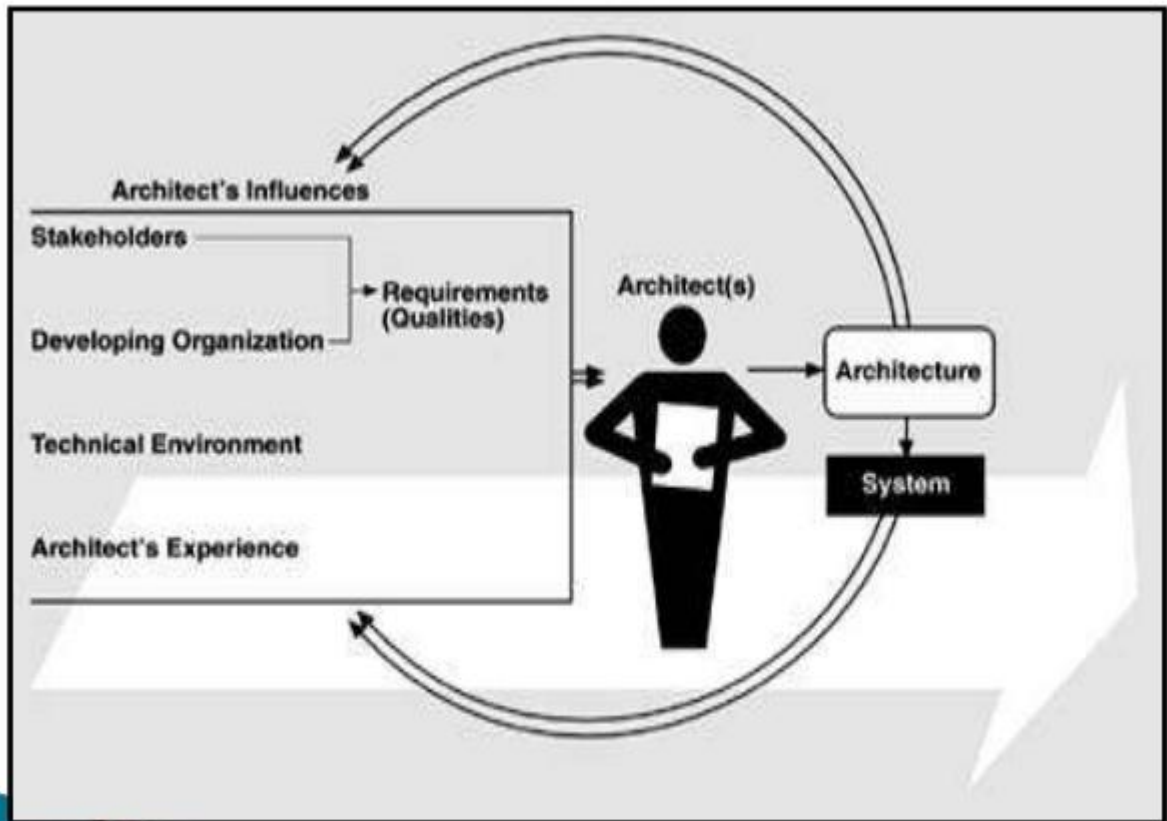 Architect's Influences
Stakeholders
Requirements
(Qualities)
Developing Organization
Technical Environment
Architect's Experience
Architect(s)
Architecture
System